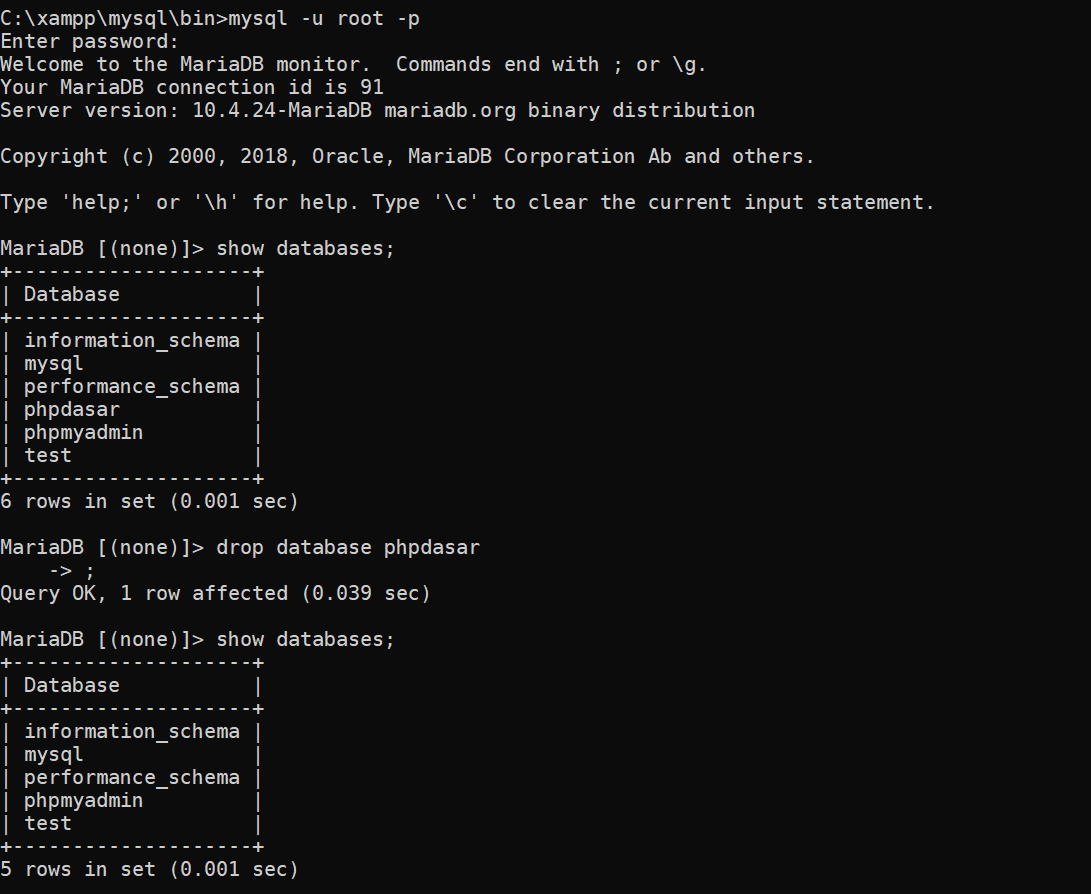 C:\xampp\mysql\bin>mysql -u root -p
Enter password:
Welcome to the MariaDB monitor.  Commands end with ; or \g.
Your MariaDB connection id is 91
Server version: 10.4.24-MariaDB mariadb.org binary distribution

Copyright (c) 2000, 2018, Oracle, MariaDB Corporation Ab and others.

Type 'help;' or '\h' for help. Type '\c' to clear the current input statement.

MariaDB [(none)]> show databases;
+--------------------+
| Database           |
+--------------------+
| information_schema |
| mysql              |
| performance_schema |
| phpdasar           |
| phpmyadmin         |
| test               |
+--------------------+
6 rows in set (0.001 sec)

MariaDB [(none)]> drop database phpdasar
    -> ;
Query OK, 1 row affected (0.039 sec)

MariaDB [(none)]> show databases;
+--------------------+
| Database           |
+--------------------+
| information_schema |
| mysql              |
| performance_schema |
| phpmyadmin         |
| test               |
+--------------------+
5 rows in set (0.001 sec)